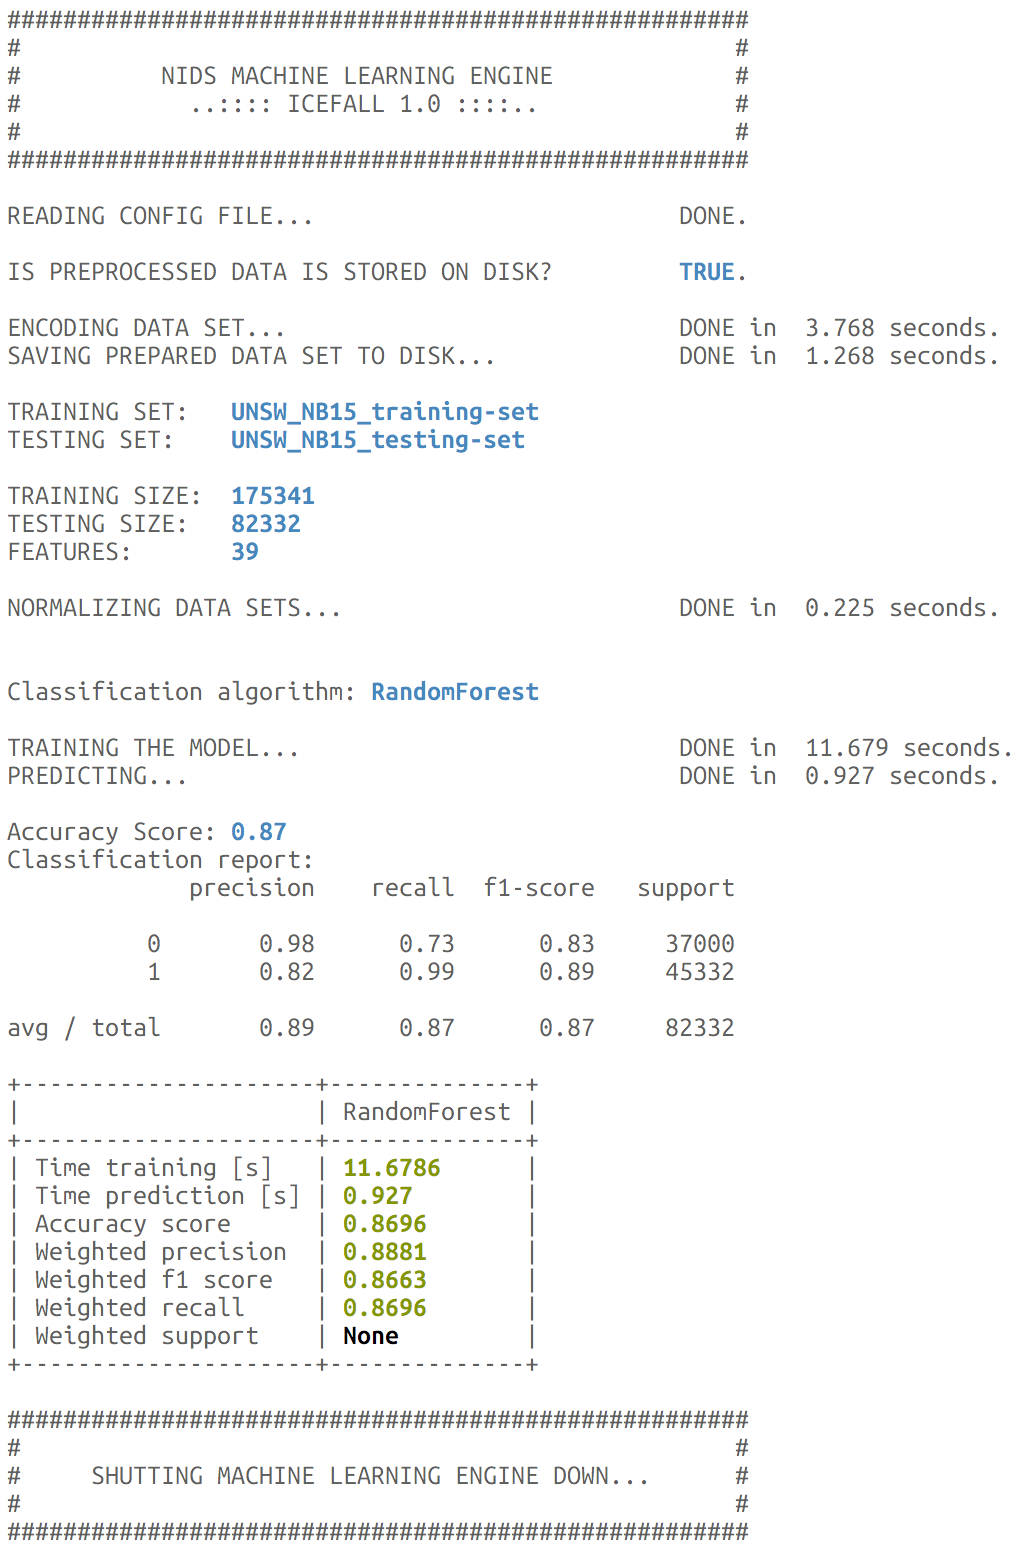 #####################################################
#                                                   #
#          NIDS MACHINE LEARNING ENGINE             #
#            ..:::: ICEFALL 1.0 ::::..              #
#                                                   #
#####################################################
READING CONFIG FILE...                          DONE.
IS PREPROCESSED DATA IS STORED ON DISK?         TRUE.
ENCODING DATA SET...                            DONE in  3.768 seconds.
SAVING PREPARED DATA SET TO DISK...             DONE in  1.268 seconds.
TRAINING SET:   UNSW_NB15_training-set
TESTING SET:    UNSW_NB15_testing-set
TRAINING SIZE:  175341
TESTING SIZE:   82332
FEATURES:       39
NORMALIZING DATA SETS...                        DONE in  0.225 seconds.
Classification algorithm: RandomForest
TRAINING THE MODEL...                           DONE in  11.679 seconds.
PREDICTING...                                   DONE in  0.927 seconds.
Accuracy Score: 0.87
Classification report:
             precision    recall  f1-score   support
          0       0.98      0.73      0.83     37000
          1       0.82      0.99      0.89     45332
avg / total       0.89      0.87      0.87     82332
+---------------------+--------------+
|                     | RandomForest |
+---------------------+--------------+
| Time training [s]   | 11.6786      |
| Time prediction [s] | 0.927        |
| Accuracy score      | 0.8696       |
| Weighted precision  | 0.8881       |
| Weighted f1 score   | 0.8663       |
| Weighted recall     | 0.8696       |
| Weighted support    | None         |
+---------------------+--------------+
#####################################################
#                                                   #
#     SHUTTING MACHINE LEARNING ENGINE DOWN...      #
#                                                   #
#####################################################